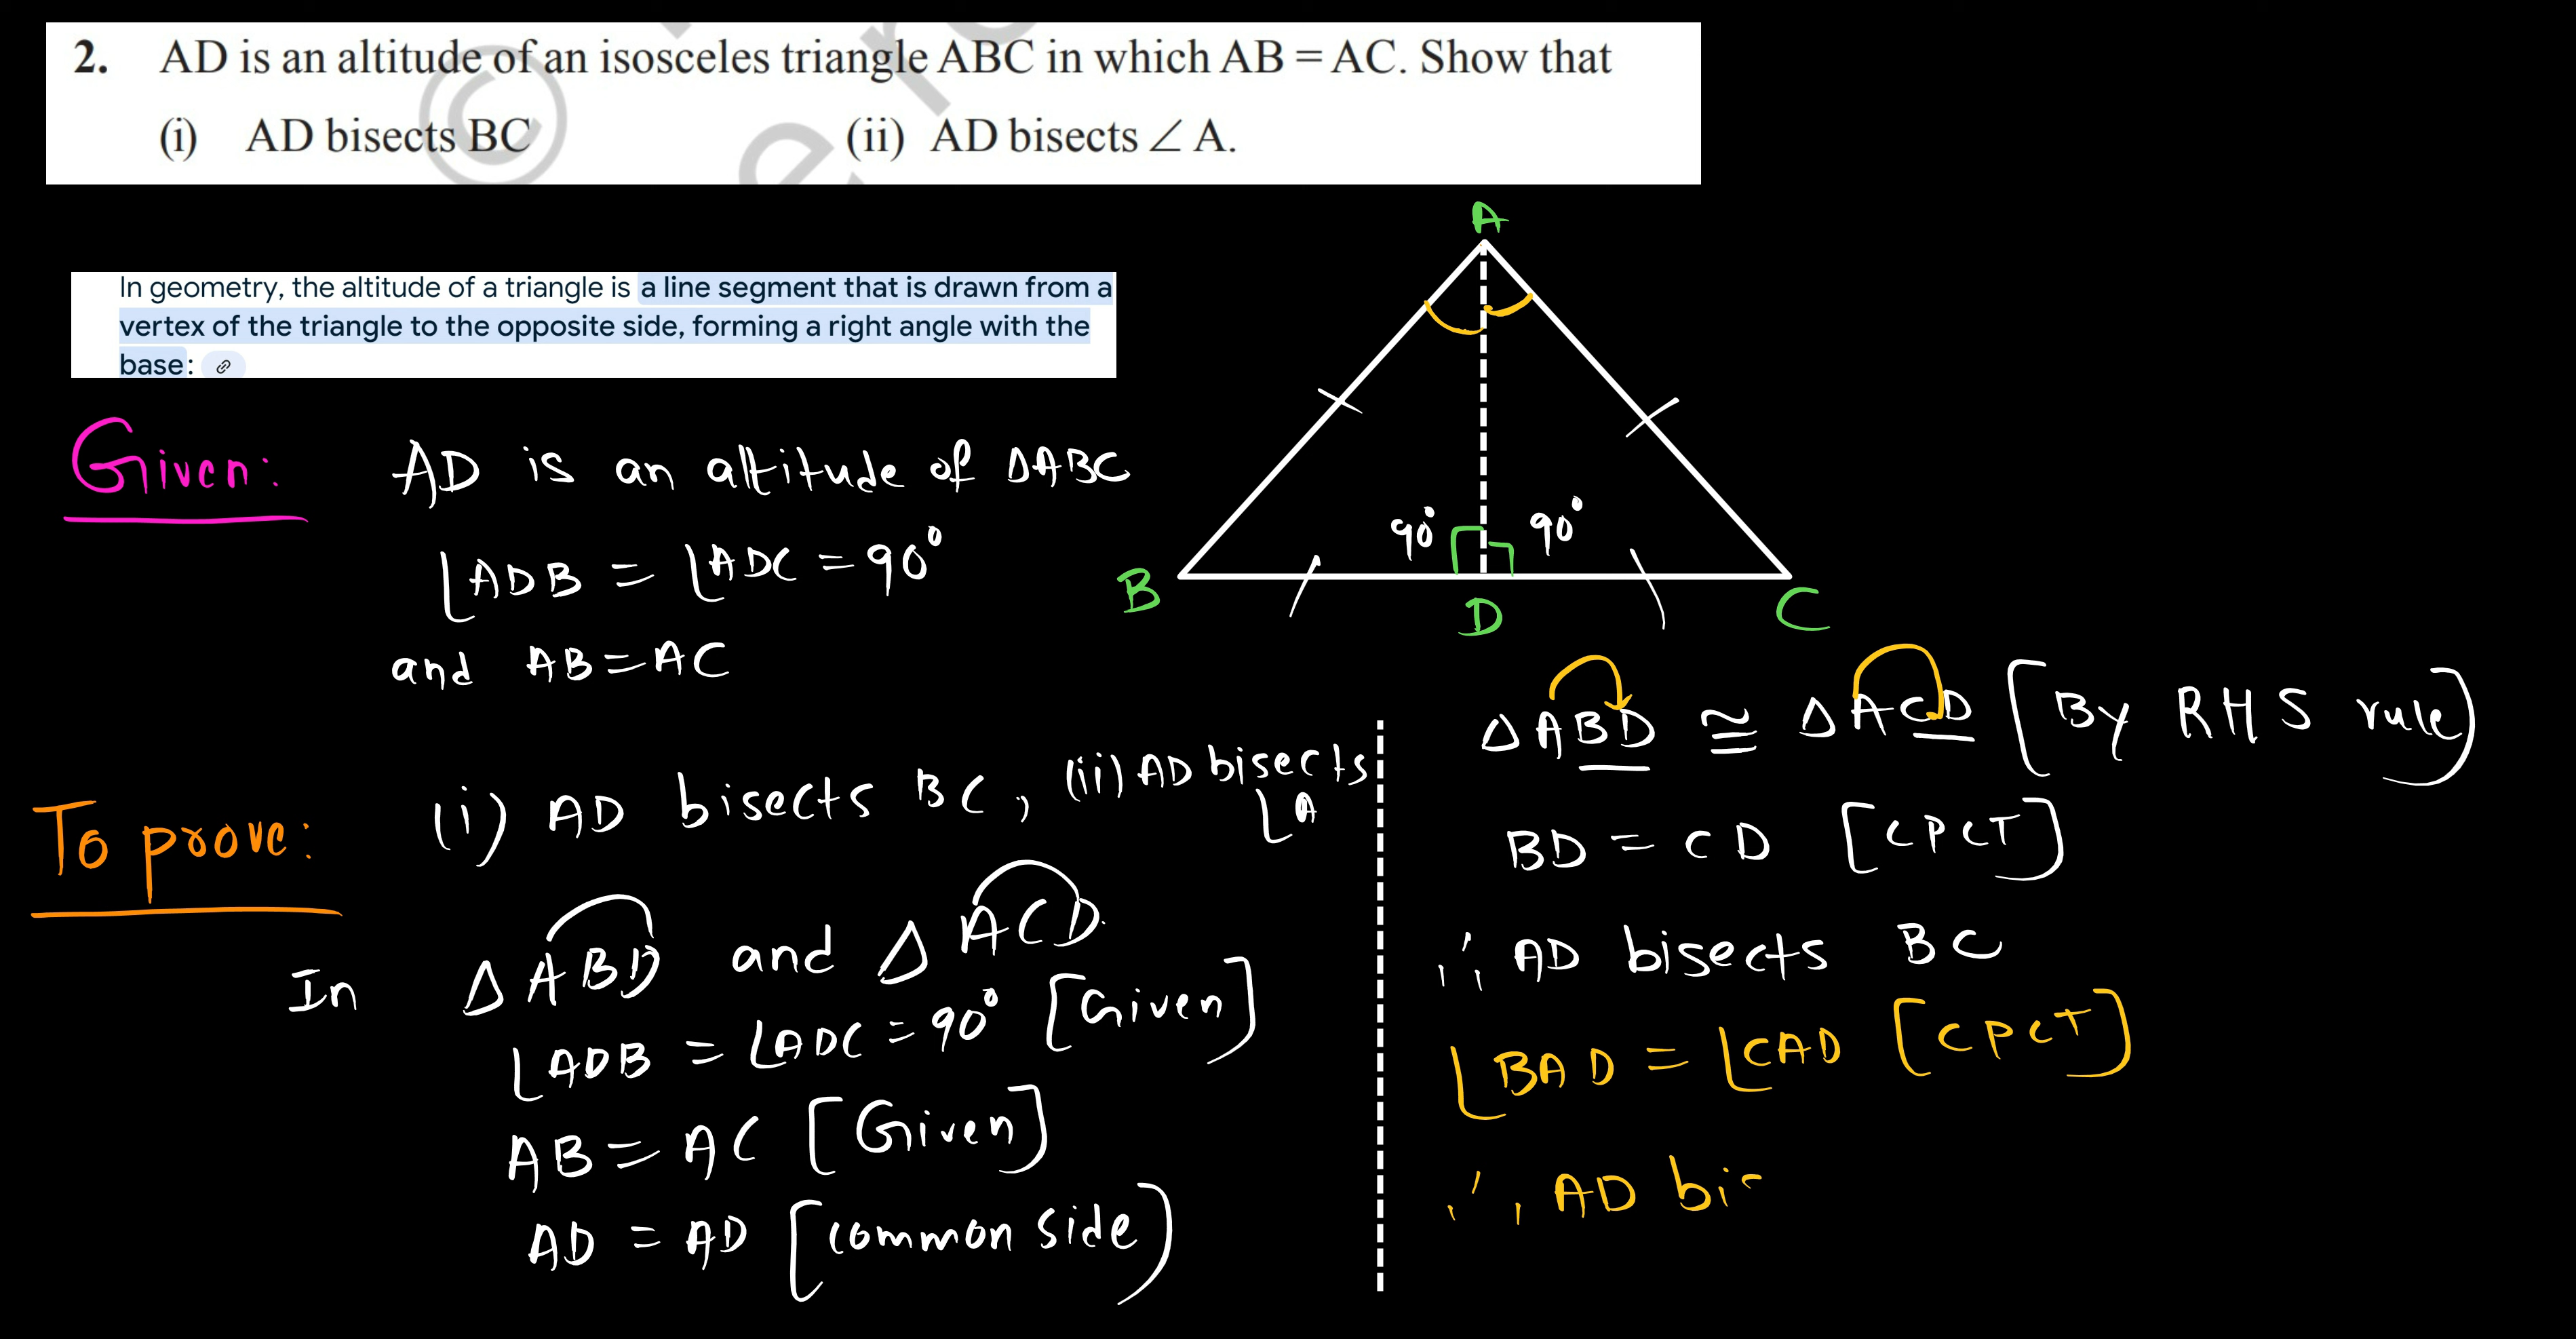 2. AD is an altitude of an isosceles triangle ABC in which AB = AC. Show that
(i) AD bisects BC (ii) AD bisects ∠ A.
In geometry, the altitude of a triangle is a line segment that is drawn from a
vertex of the triangle to the opposite side, forming a right angle with the
base:
A
90° 90°
B D C
Given: AD is an altitude of ΔABC
∠ADB = ∠ADC = 90°
and AB = AC
To prove: (i) AD bisects BC, (ii) AD bisects
∠A
In ΔABD and ΔACD.
∠ADB = ∠ADC = 90° [Given]
AB = AC [Given]
AD = AD [common side]
ΔABD ≅ ΔACD [By RHS rule]
BD = CD [CPCT]
∴ AD bisects BC
∠BAD = ∠CAD [CPCT]
∴ AD bis